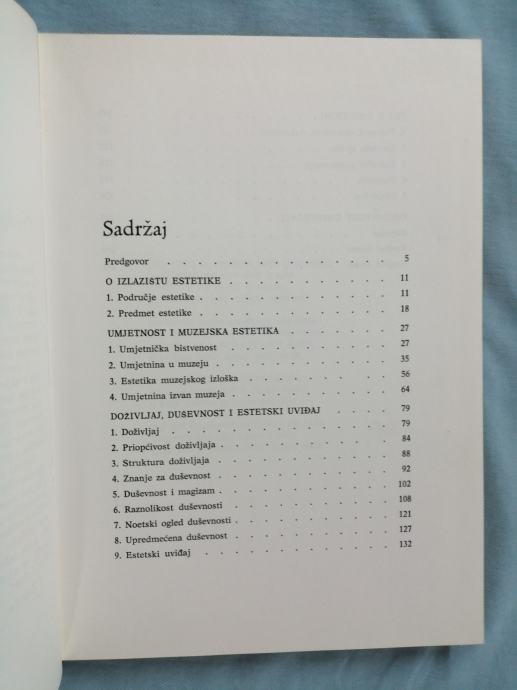 Sadržaj
Predgovor . . . . . . . . . . . . . . . 5
O IZLAZIŠTU ESTETIKE . . . . . . . . . . 11
1. Područje estetike . . . . . . . . . . . . 11
2. Predmet estetike . . . . . . . . . . . . 18
UMJETNOST I MUZEJSKA ESTETIKA . . . . . . 27
1. Umjetnička bistvenost . . . . . . . . . . 27
2. Umjetnina u muzeju . . . . . . . . . . . 35
3. Estetika muzejskog izloška . . . . . . . . . 56
4. Umjetnina izvan muzeja . . . . . . . . . . 64
DOŽIVLJAJ, DUŠEVNOST I ESTETSKI UVIĐAJ . . . . 79
1. Doživljaj . . . . . . . . . . . . . . 79
2. Priopćivost doživljaja . . . . . . . . . . 84
3. Struktura doživljaja . . . . . . . . . . . 88
4. Znanje za duševnost . . . . . . . . . . . 92
5. Duševnost i magizam . . . . . . . . . . . 102
6. Raznolikost duševnosti . . . . . . . . . . 108
7. Noetski ogled duševnosti . . . . . . . . . . 121
8. Upredmećena duševnost . . . . . . . . . . 127
9. Estetski uviđaj . . . . . . . . . . . . 132